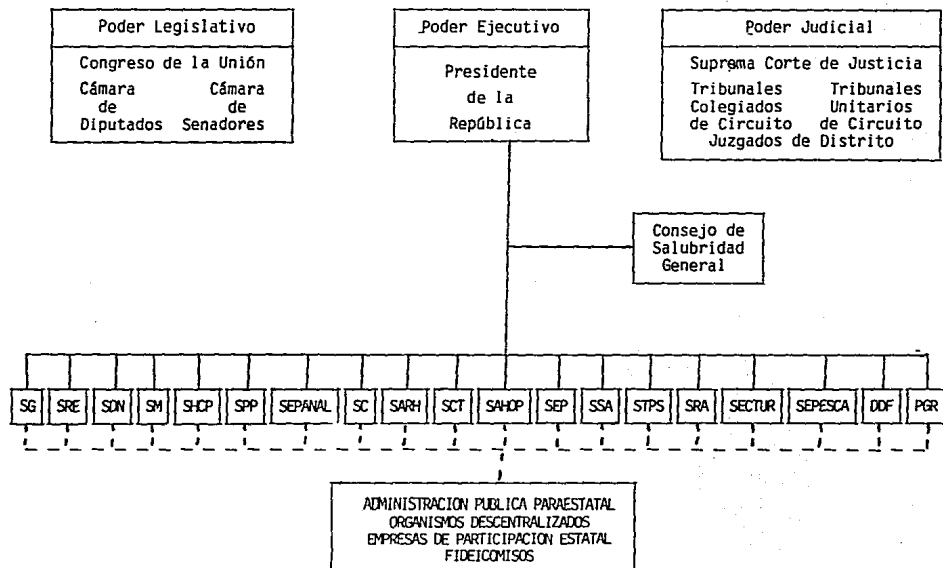 Poder Legislativo
Congreso de la Unión
Cámara Cámara
de de
Diputados Senadores
Poder Ejecutivo
Presidente
de la
República
Poder Judicial
Suprema Corte de Justicia
Tribunales Tribunales
Colegiados Unitarios
de Circuito de Circuito
Juzgados de Distrito
Consejo de
Salubridad
General
SG SRE SDN SM SHCP SPP SEPANAL SC SARH SCT SAHOP SEP SSA STPS SRA SECTUR SEPESCA DDF PGR
ADMINISTRACION PUBLICA PARAESTATAL
ORGANISMOS DESCENTRALIZADOS
EMPRESAS DE PARTICIPACION ESTATAL
FIDEICOMISOS